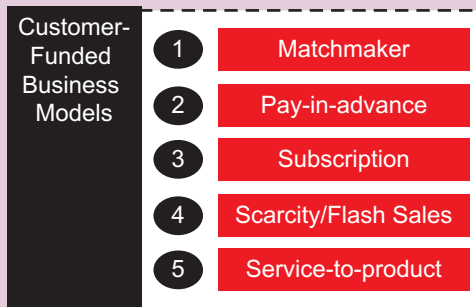 Customer-
Funded
Business
Models
1 Matchmaker
2 Pay-in-advance
3 Subscription
4 Scarcity/Flash Sales
5 Service-to-product